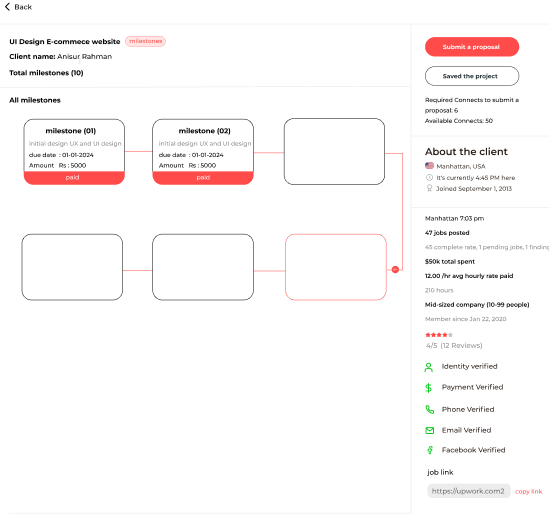 Back
UI Design E-commece website milestones
Client name: Anisur Rahman
Total milestones (10)
All milestones
milestone (01)
initial design UX and UI design
due date : 01-01-2024
Amount Rs : 5000
paid
milestone (02)
initial design UX and UI design
due date : 01-01-2024
Amount Rs : 5000
paid
Submit a proposal
Saved the project
Required Connects to submit a
proposal: 6
Available Connects: 50
About the client
Manhattan, USA
It's currently 4:45 PM here
Joined September 1, 2013
Manhattan 7:03 pm
47 jobs posted
45 complete rate, 1 pending jobs, 1 finding
$50k total spent
12.00 /hr avg hourly rate paid
210 hours
Mid-sized company (10-99 people)
Member since Jan 22, 2020
4/5 (12 Reviews)
Identity verified
Payment Verified
Phone Verified
Email Verified
Facebook Verified
job link
https://upwork.com2 copy link